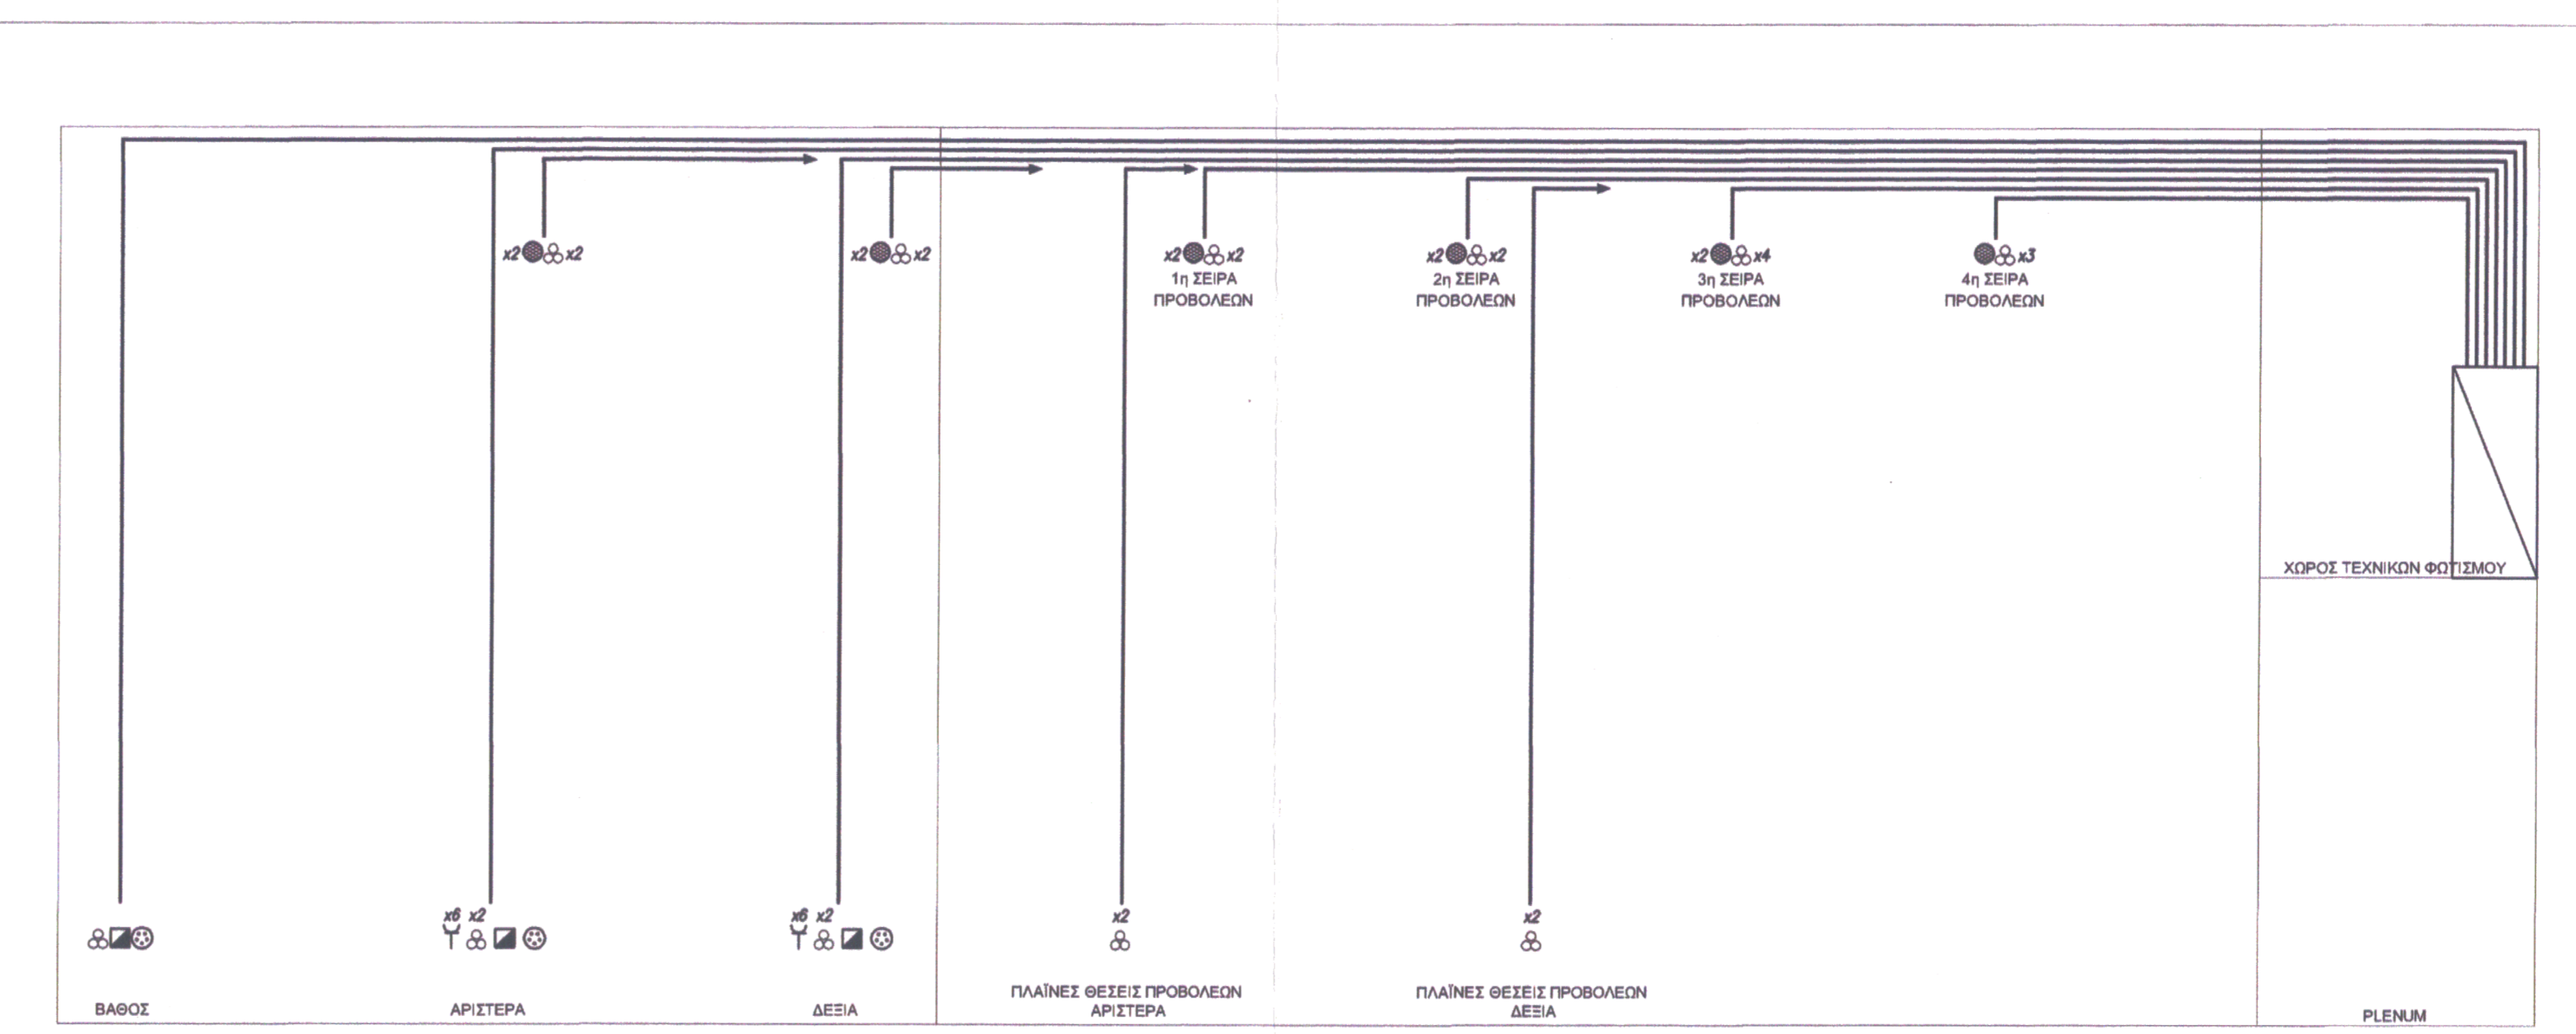 x2 x2
x2 x2
x2 x2
1η ΣΕΙΡΑ
ΠΡΟΒΟΛΕΩΝ
x2 x2
2η ΣΕΙΡΑ
ΠΡΟΒΟΛΕΩΝ
x2 x4
3η ΣΕΙΡΑ
ΠΡΟΒΟΛΕΩΝ
x3
4η ΣΕΙΡΑ
ΠΡΟΒΟΛΕΩΝ
ΧΩΡΟΣ ΤΕΧΝΙΚΩΝ ΦΩΤΙΣΜΟΥ
x6 x2
x6 x2
x2
x2
ΒΑΘΟΣ
ΑΡΙΣΤΕΡΑ
ΔΕΞΙΑ
ΠΛΑΪΝΕΣ ΘΕΣΕΙΣ ΠΡΟΒΟΛΕΩΝ
ΑΡΙΣΤΕΡΑ
ΠΛΑΪΝΕΣ ΘΕΣΕΙΣ ΠΡΟΒΟΛΕΩΝ
ΔΕΞΙΑ
PLENUM